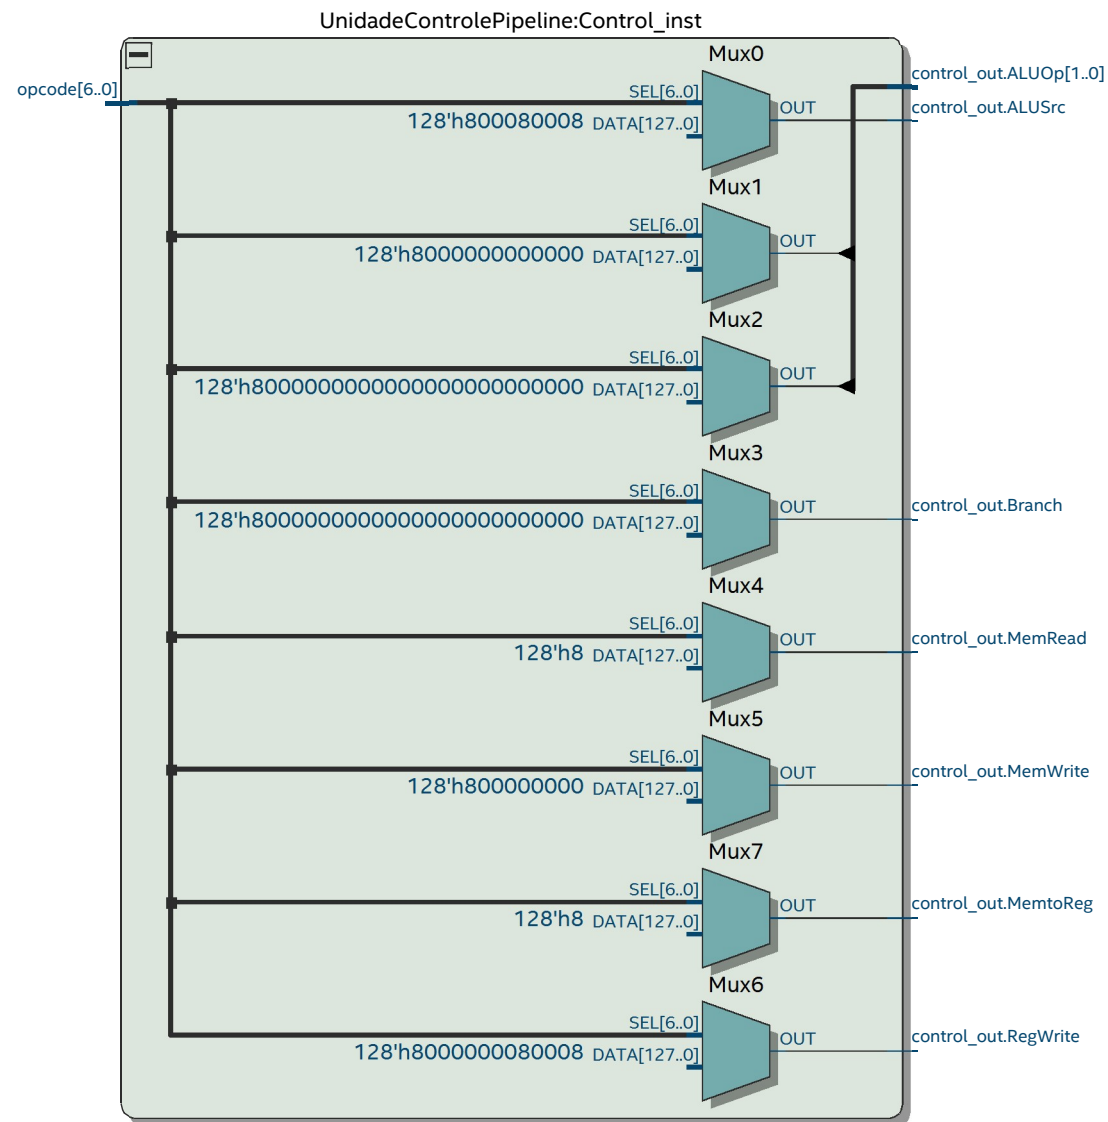 UnidadeControlePipeline:Control_inst
Mux0
opcode[6..0]
SEL[6..0]
128'h800080008 DATA[127..0]
OUT
control_out.ALUOp[1..0]
control_out.ALUSrc
Mux1
SEL[6..0]
128'h8000000000000 DATA[127..0]
OUT
Mux2
SEL[6..0]
128'h8000000000000000000000000 DATA[127..0]
OUT
Mux3
SEL[6..0]
128'h8000000000000000000000000 DATA[127..0]
OUT
control_out.Branch
Mux4
SEL[6..0]
128'h8 DATA[127..0]
OUT
control_out.MemRead
Mux5
SEL[6..0]
128'h800000000 DATA[127..0]
OUT
control_out.MemWrite
Mux7
SEL[6..0]
128'h8 DATA[127..0]
OUT
control_out.MemtoReg
Mux6
SEL[6..0]
128'h8000000080008 DATA[127..0]
OUT
control_out.RegWrite